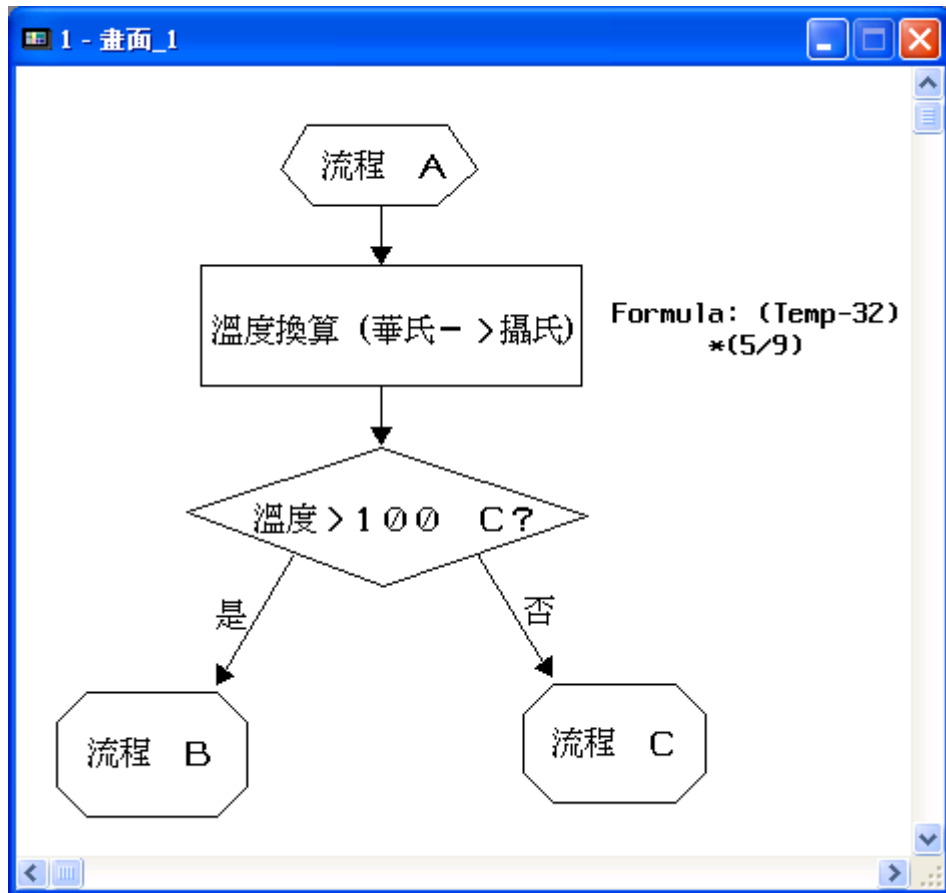 1 - 畫面_1
流程 A
溫度換算 (華氏－＞攝氏)
Formula: (Temp-32)
*(5/9)
溫度＞100 C?
是
否
流程 B
流程 C